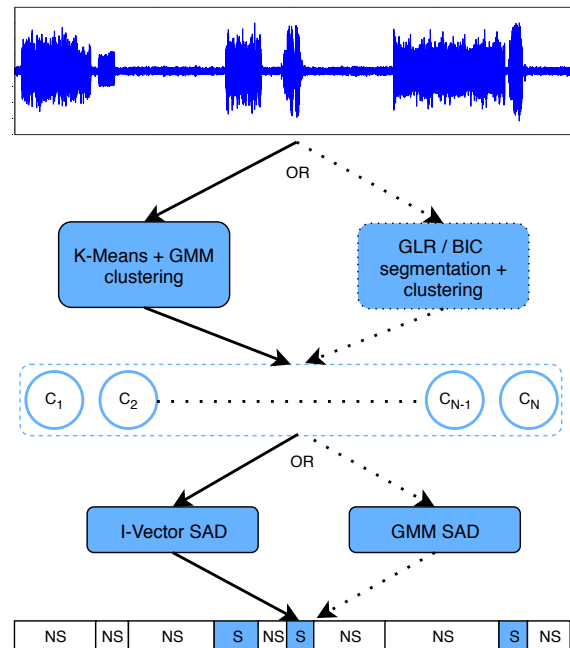 OR
K-Means + GMM
clustering
GLR / BIC
segmentation +
clustering
C1 C2 CN-1 CN
OR
I-Vector SAD GMM SAD
NS NS NS S NS S NS NS S NS